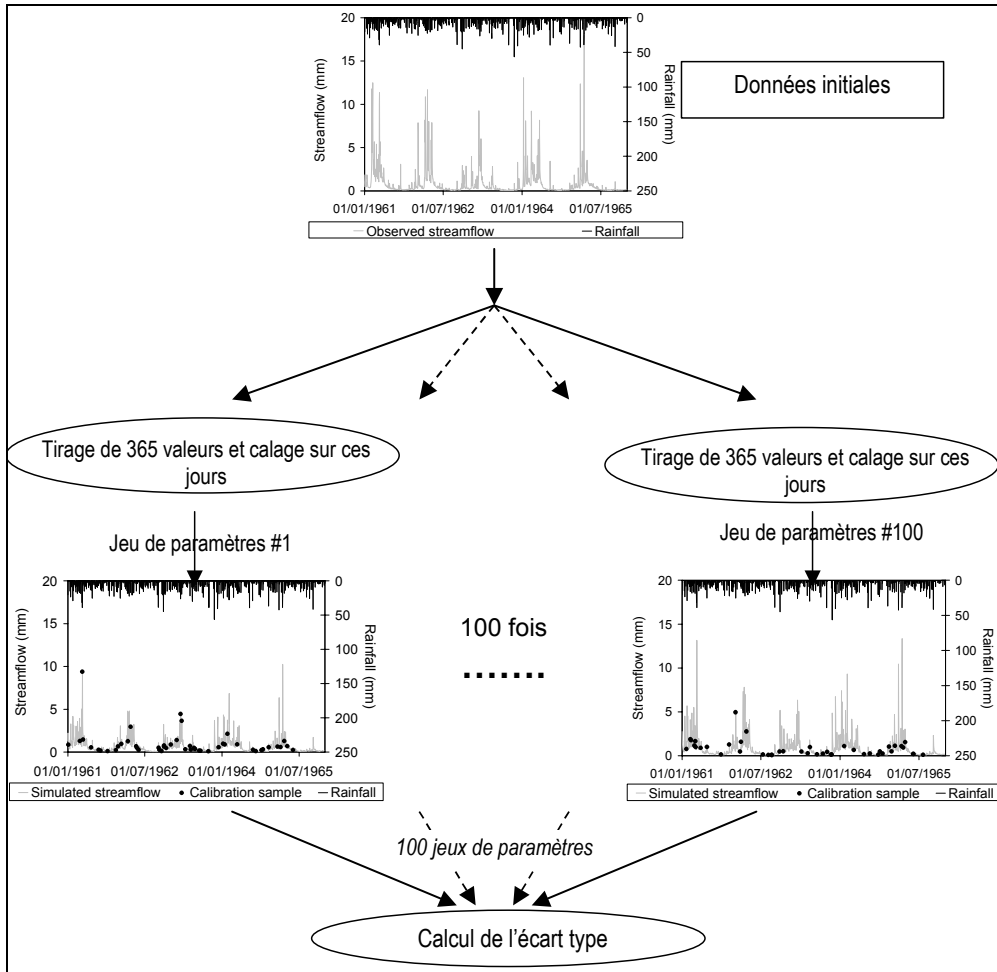 Streamflow (mm)
20
15
10
5
0
0
50
100
150
200
250
Rainfall (mm)
01/01/1961 01/07/1962 01/01/1964 01/07/1965
Observed streamflow Rainfall
Données initiales
Tirage de 365 valeurs et calage sur ces
jours
Tirage de 365 valeurs et calage sur ces
jours
Jeu de paramètres #1
Jeu de paramètres #100
Streamflow (mm)
20
15
10
5
0
0
50
100
150
200
250
Rainfall (mm)
01/01/1961 01/07/1962 01/01/1964 01/07/1965
Simulated streamflow Calibration sample Rainfall
100 fois
Streamflow (mm)
20
15
10
5
0
0
50
100
150
200
250
Rainfall (mm)
01/01/1961 01/07/1962 01/01/1964 01/07/1965
Simulated streamflow Calibration sample Rainfall
100 jeux de paramètres
Calcul de l’écart type